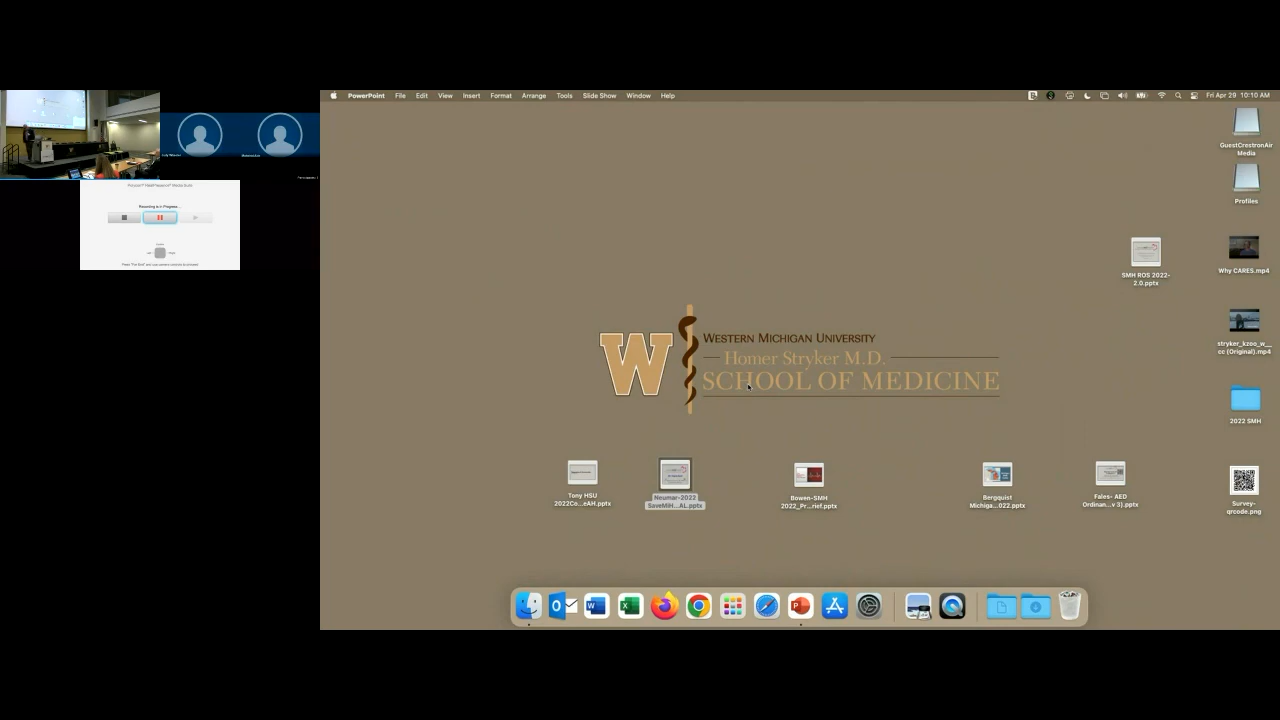 PowerPoint File Edit View Insert Format Arrange Tools Slide Show Window Help
Fri Apr 29 10:10 AM
GuestCrestronAir
Media
Profiles
SMH ROS 2022-
2.0.pptx
Why CARES.mp4
stryker_kzoo_w__
cc (Original).mp4
2022 SMH
Survey-
qrcode.png
W
WESTERN MICHIGAN UNIVERSITY
Homer Stryker M.D.
SCHOOL OF MEDICINE
Tony HSU
2022Co...eAH.pptx
Neumar-2022
SaveMiH...AL.pptx
Bowen-SMH
2022_Pr...rief.pptx
Bergquist
Michiga...022.pptx
Fales- AED
Ordinan...v 3).pptx
Recording is in Progress...